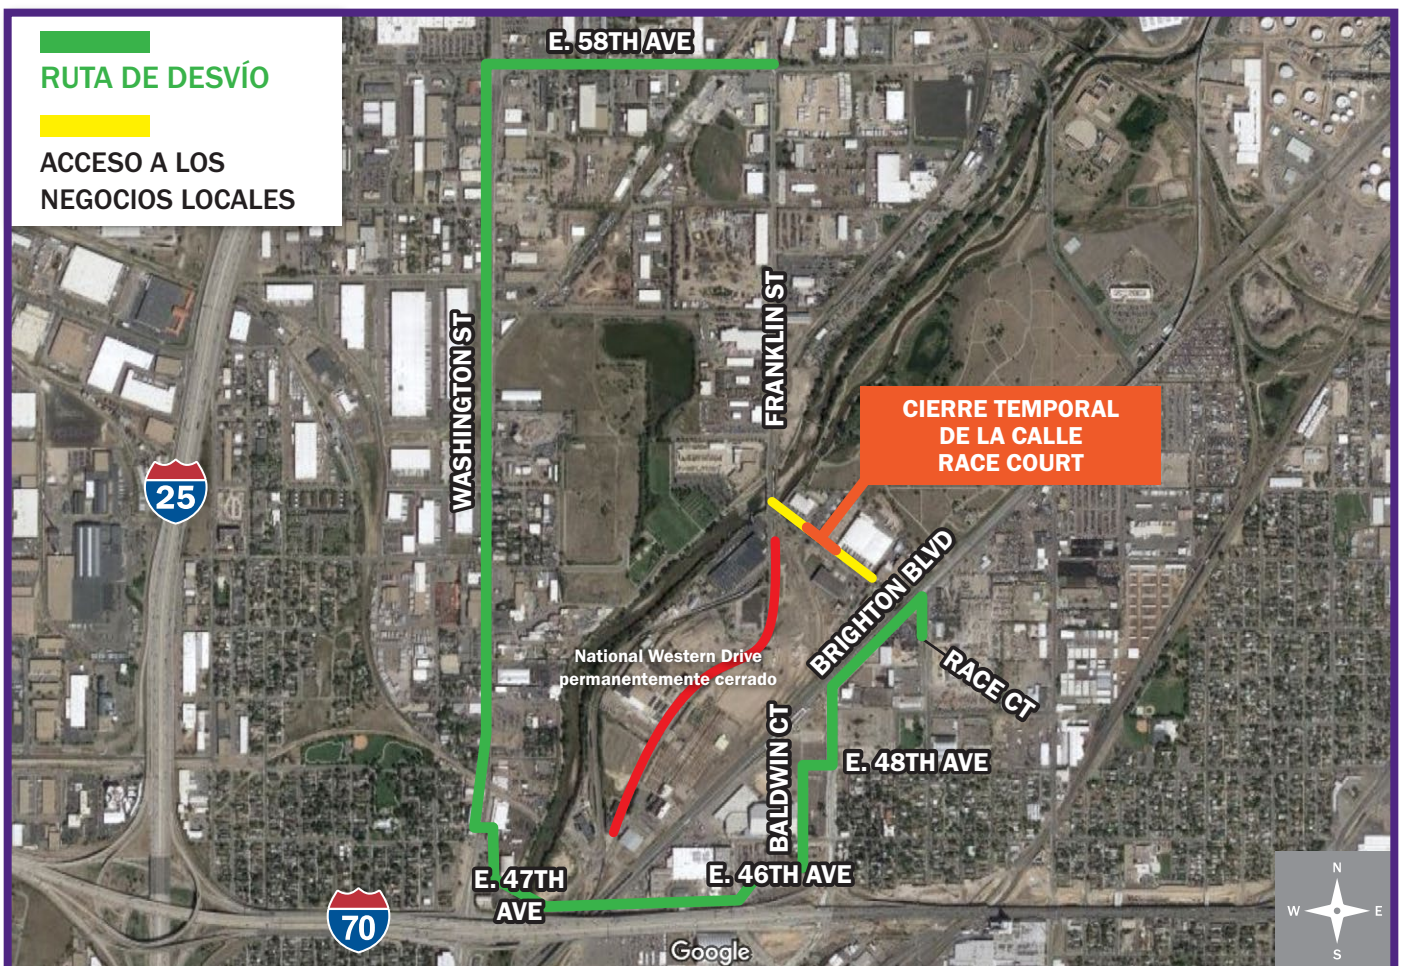 RUTA DE DESVÍO
ACCESO A LOS
NEGOCIOS LOCALES
E. 58TH AVE
WASHINGTON ST
FRANKLIN ST
25
CIERRE TEMPORAL
DE LA CALLE
RACE COURT
BRIGHTON BLVD
National Western Drive
permanentemente cerrado
RACE CT
BALDWIN CT
E. 48TH AVE
E. 47TH
AVE
E. 46TH AVE
70
Google
N
W
E
S